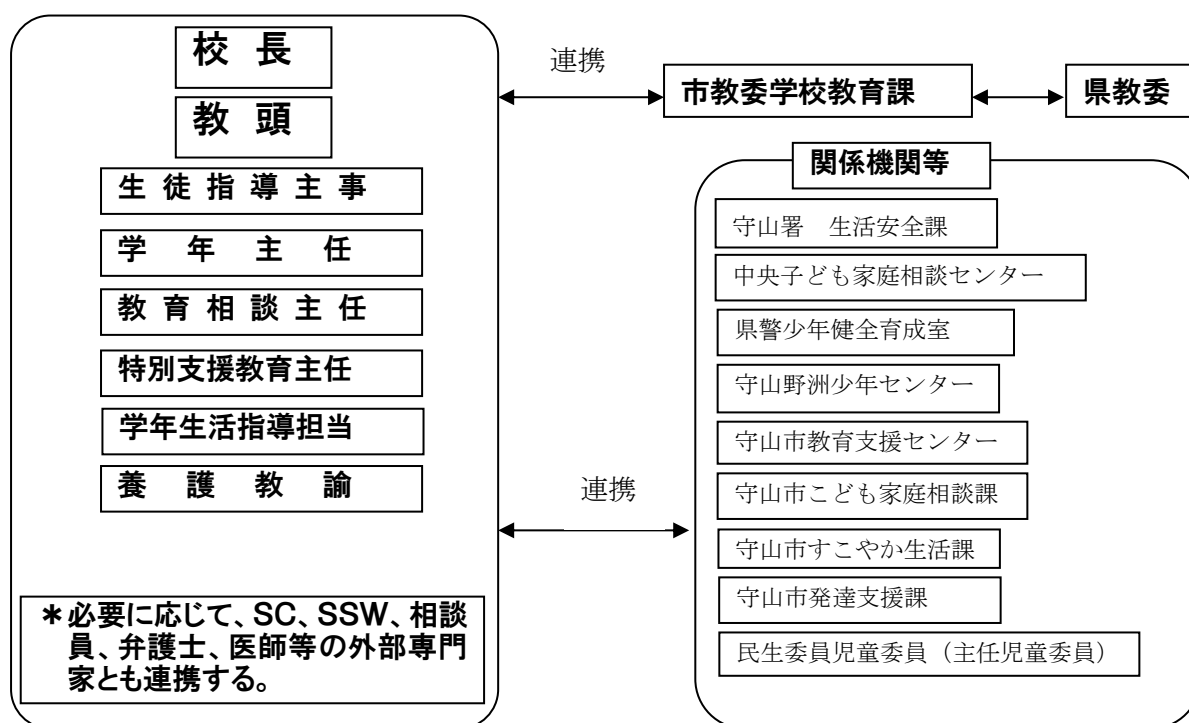 校 長
教 頭
生 徒 指 導 主 事
学 年 主 任
教 育 相 談 主 任
特別支援教育主任
学年生活指導担当
養 護 教 諭
＊必要に応じて、SC、SSW、相談
員、弁護士、医師等の外部専門
家とも連携する。
連携
市教委学校教育課
県教委
連携
関係機関等
守山署　生活安全課
中央子ども家庭相談センター
県警少年健全育成室
守山野洲少年センター
守山市教育支援センター
守山市こども家庭相談課
守山市すこやか生活課
守山市発達支援課
民生委員児童委員（主任児童委員）